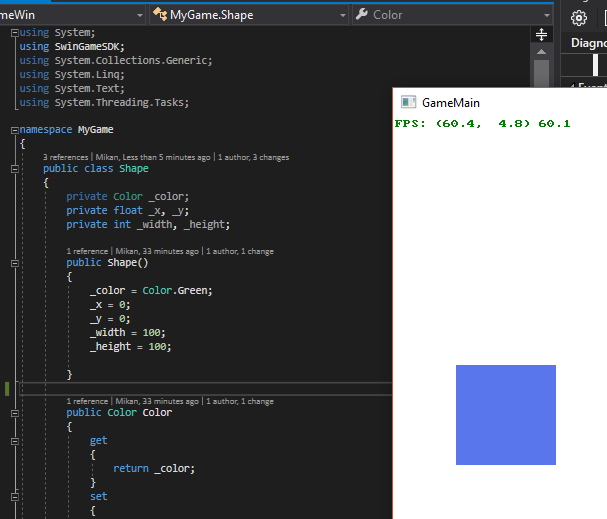 meWin MyGame.Shape Color
Diagno
using System;
using SwinGameSDK;
using System.Collections.Generic;
using System.Linq;
using System.Text;
using System.Threading.Tasks;
namespace MyGame
{
3 references | Mikan, Less than 5 minutes ago | 1 author, 3 changes
public class Shape
{
private Color _color;
private float _x, _y;
private int _width, _height;
1 reference | Mikan, 33 minutes ago | 1 author, 1 change
public Shape()
{
_color = Color.Green;
_x = 0;
_y = 0;
_width = 100;
_height = 100;
}
1 reference | Mikan, 33 minutes ago | 1 author, 1 change
public Color Color
{
get
{
return _color;
}
set
{
GameMain
FPS: (60.4, 4.8) 60.1